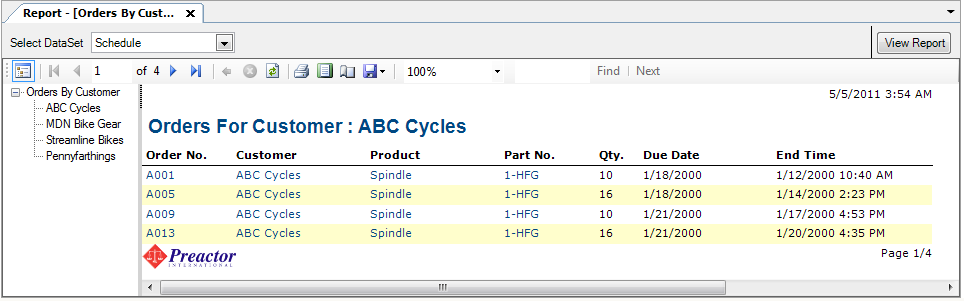 Report - [Orders By Cust...
Select DataSet Schedule View Report
1 of 4 100% Find | Next
Orders By Customer
ABC Cycles
MDN Bike Gear
Streamline Bikes
Pennyfarthings
5/5/2011 3:54 AM
Orders For Customer : ABC Cycles
Order No. Customer Product Part No. Qty. Due Date End Time
A001 ABC Cycles Spindle 1-HFG 10 1/18/2000 1/12/2000 10:40 AM
A005 ABC Cycles Spindle 1-HFG 16 1/18/2000 1/14/2000 2:23 PM
A009 ABC Cycles Spindle 1-HFG 10 1/21/2000 1/17/2000 4:53 PM
A013 ABC Cycles Spindle 1-HFG 16 1/21/2000 1/20/2000 4:35 PM
Preactor
INTERNATIONAL
Page 1/4